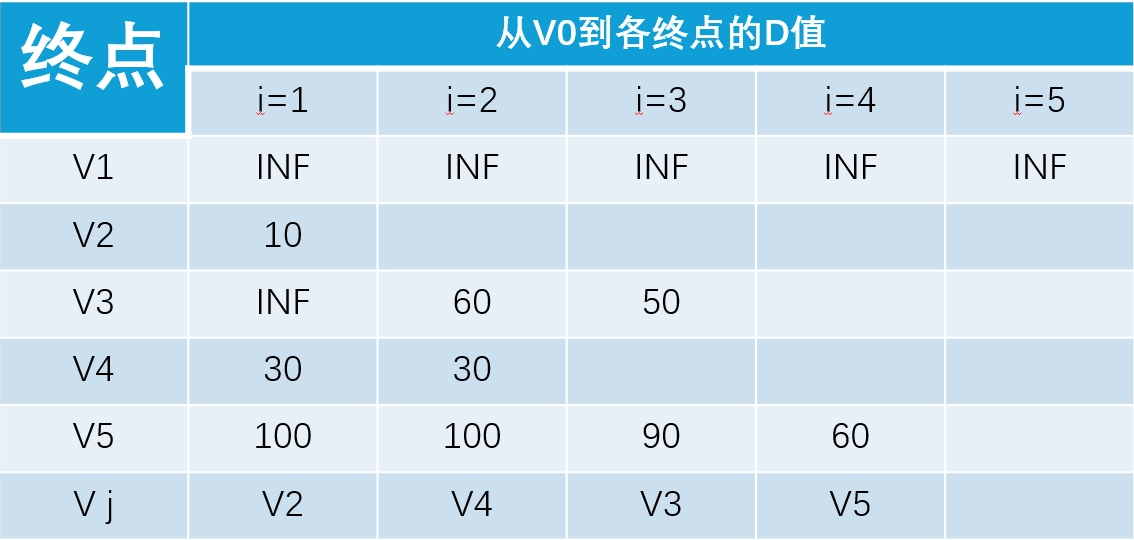 终点 从V0到各终点的D值
i=1 i=2 i=3 i=4 i=5
V1 INF INF INF INF INF
V2 10
V3 INF 60 50
V4 30 30
V5 100 100 90 60
V j V2 V4 V3 V5